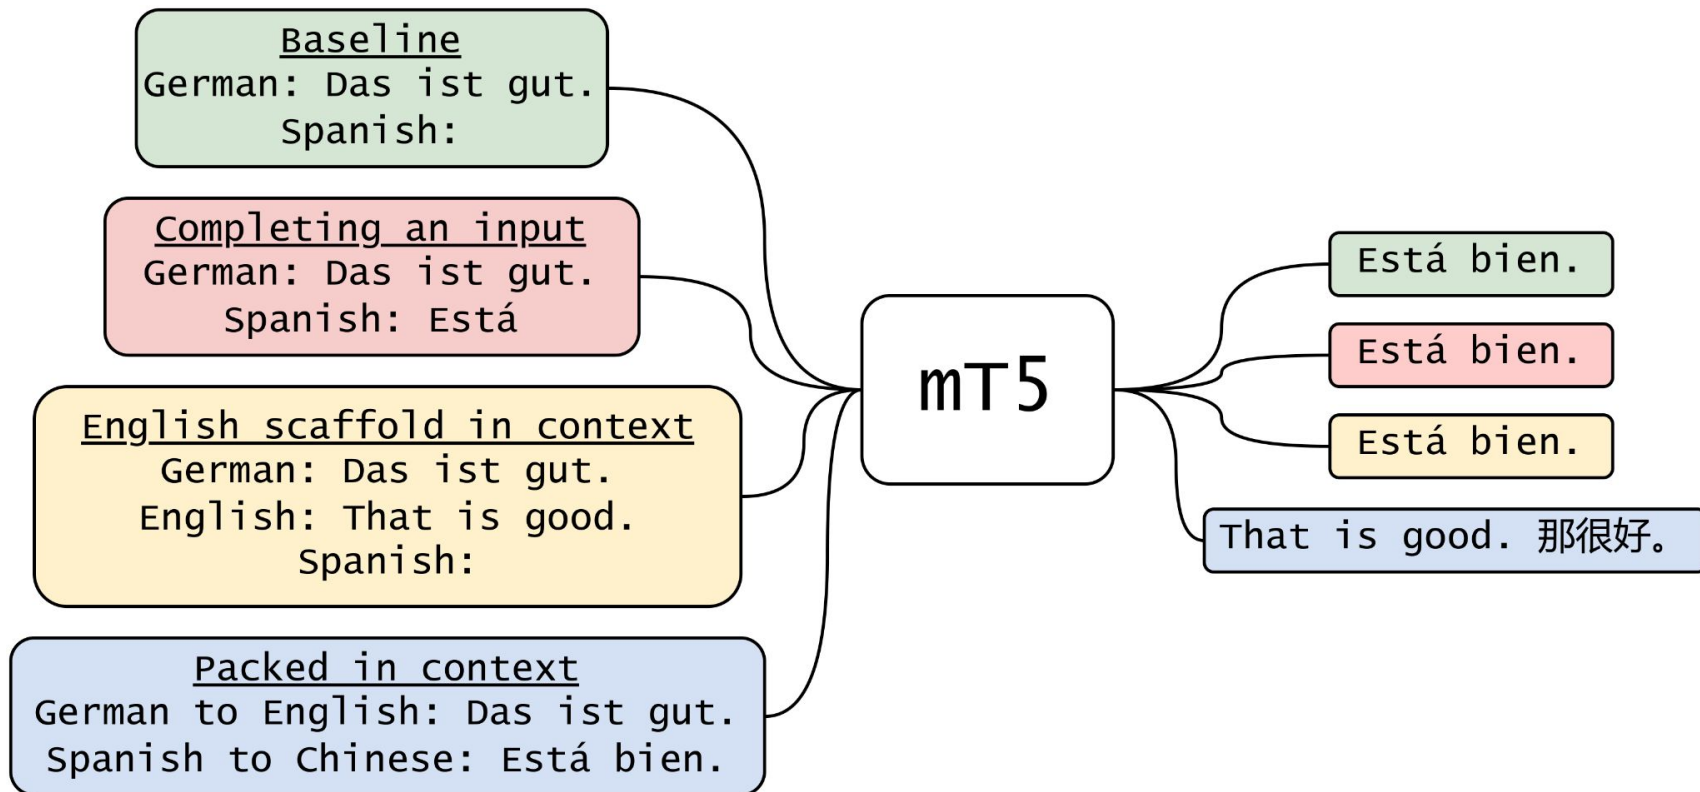 Baseline
German: Das ist gut.
Spanish:
Completing an input
German: Das ist gut.
Spanish: Está
English scaffold in context
German: Das ist gut.
English: That is good.
Spanish:
Packed in context
German to English: Das ist gut.
Spanish to Chinese: Está bien.
mT5
Está bien.
Está bien.
Está bien.
That is good. 那很好。